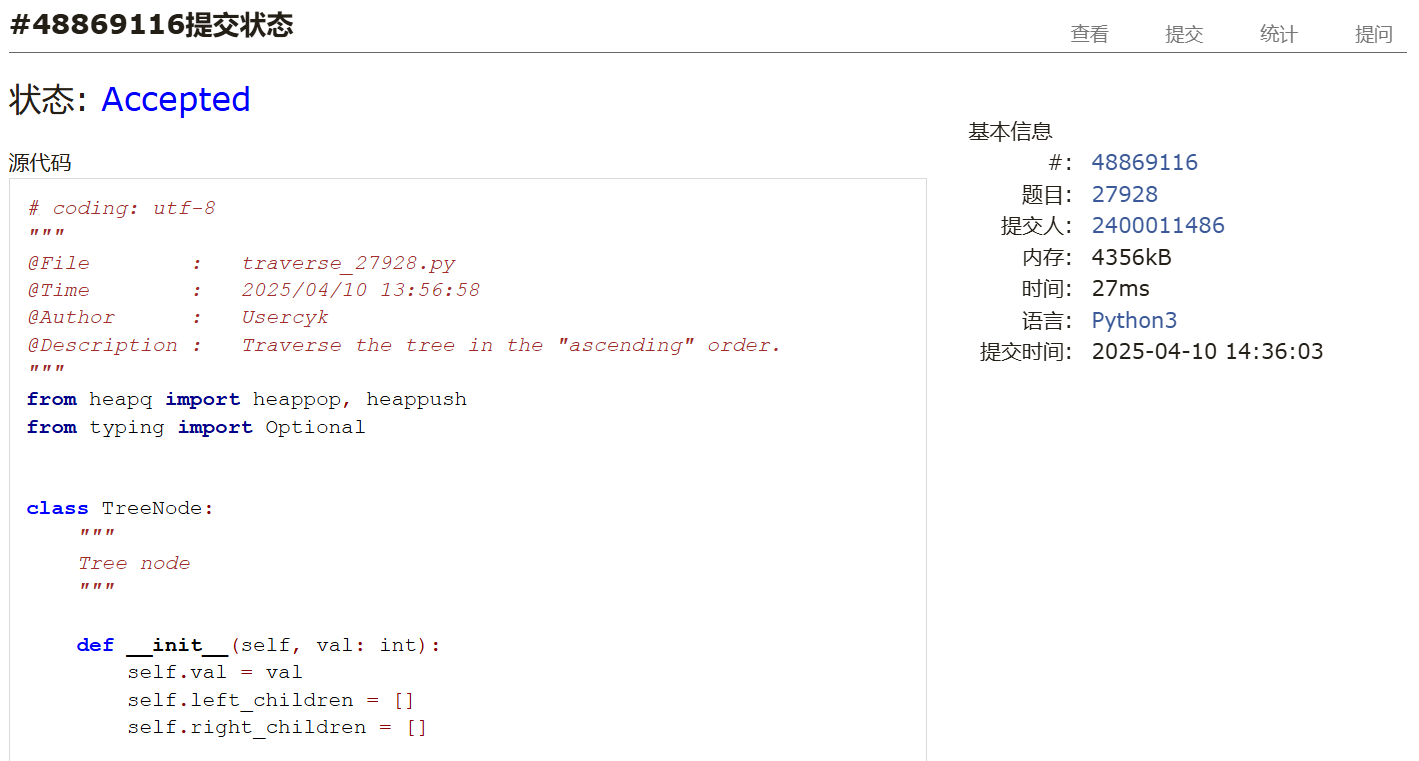 #48869116提交状态
查看 提交 统计 提问
状态: Accepted
源代码
# coding: utf-8
"""
@File        :   traverse_27928.py
@Time        :   2025/04/10 13:56:58
@Author      :   Usercyk
@Description :   Traverse the tree in the "ascending" order.
"""
from heapq import heappop, heappush
from typing import Optional
class TreeNode:
    """
    Tree node
    """
    def __init__(self, val: int):
        self.val = val
        self.left_children = []
        self.right_children = []
基本信息
#: 48869116
题目: 27928
提交人: 2400011486
内存: 4356kB
时间: 27ms
语言: Python3
提交时间: 2025-04-10 14:36:03